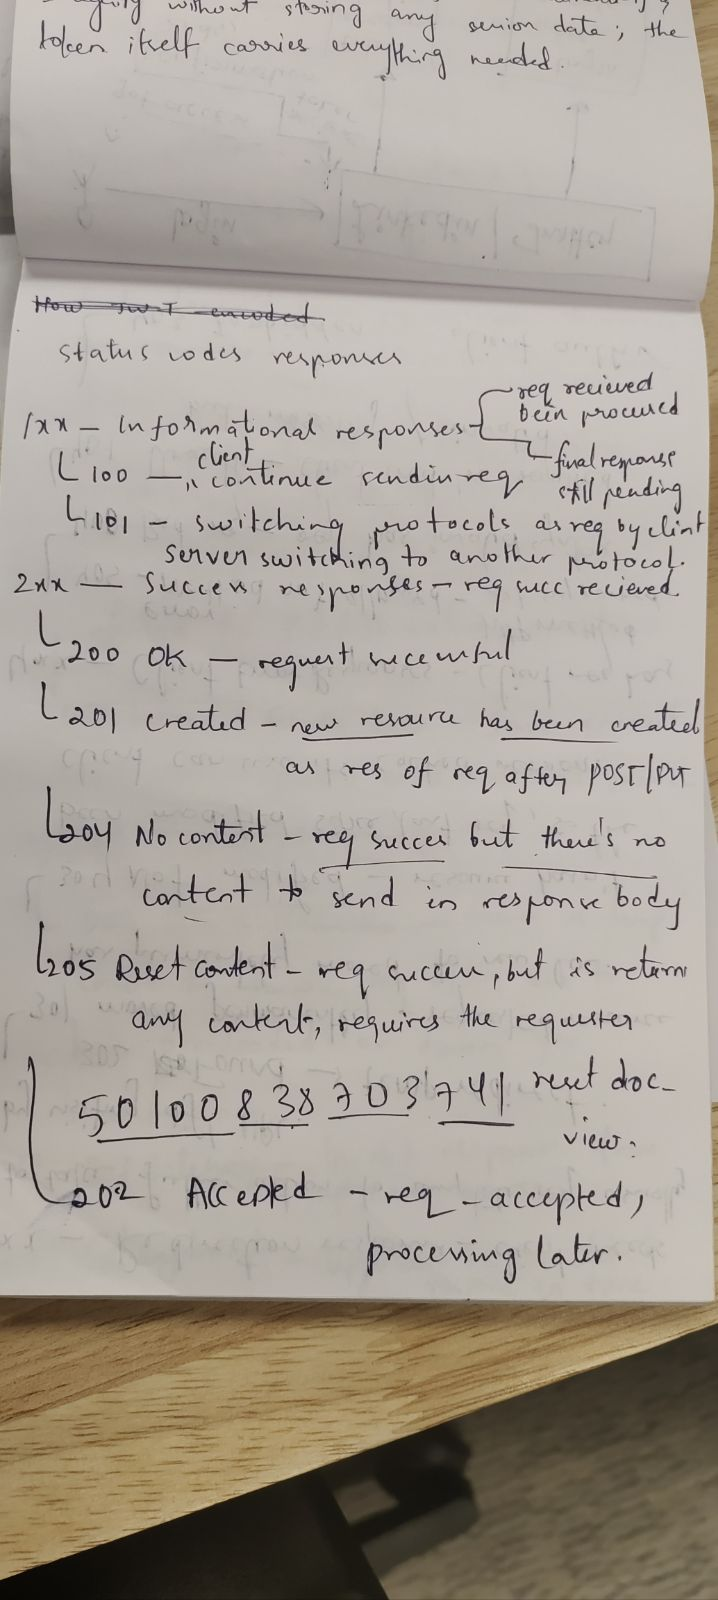 without storing any session data; the
token itself carries everything needed.
How JWT encoded
status codes responses
1xx – Informational responses
req recieved
been processed
final response
still pending
100 — client continue sendin req
101 – switching protocols as req by clint
server switching to another protocol.
2xx — Success responses – req succ recieved.
200 OK — request successful
201 created – new resource has been created
as res of req after POST/PUT
204 No content – req succes but there's no
content to send in response body
205 Reset content – req success, but is return
any content, requires the requester
reset doc-
view.
50100838703741
202 Accepted – req – accepted,
processing later.